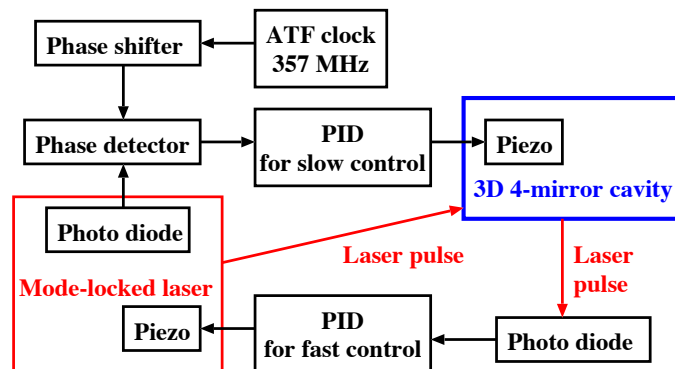 Phase shifter
ATF clock
357 MHz
Phase detector
PID
for slow control
Piezo
3D 4-mirror cavity
Photo diode
Laser pulse
Laser
pulse
Mode-locked laser
Piezo
PID
for fast control
Photo diode